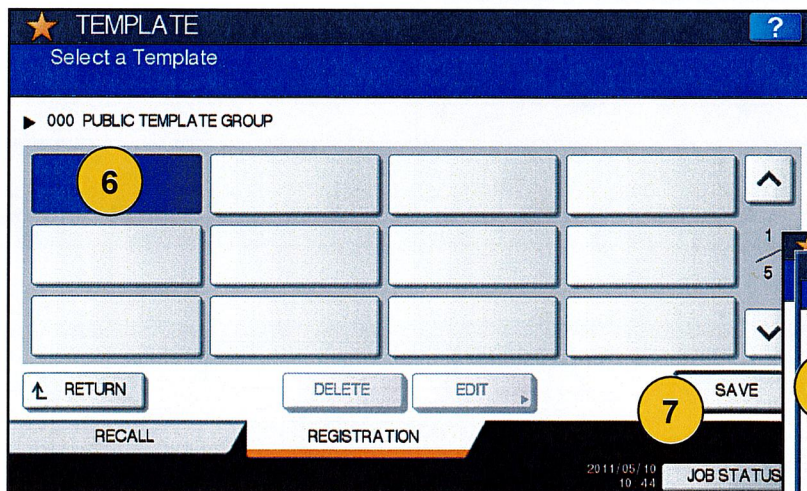 TEMPLATE
?
Select a Template
000 PUBLIC TEMPLATE GROUP
6
1
5
RETURN
DELETE
EDIT
SAVE
7
RECALL
REGISTRATION
2011/05/10
10 44
JOB STATUS